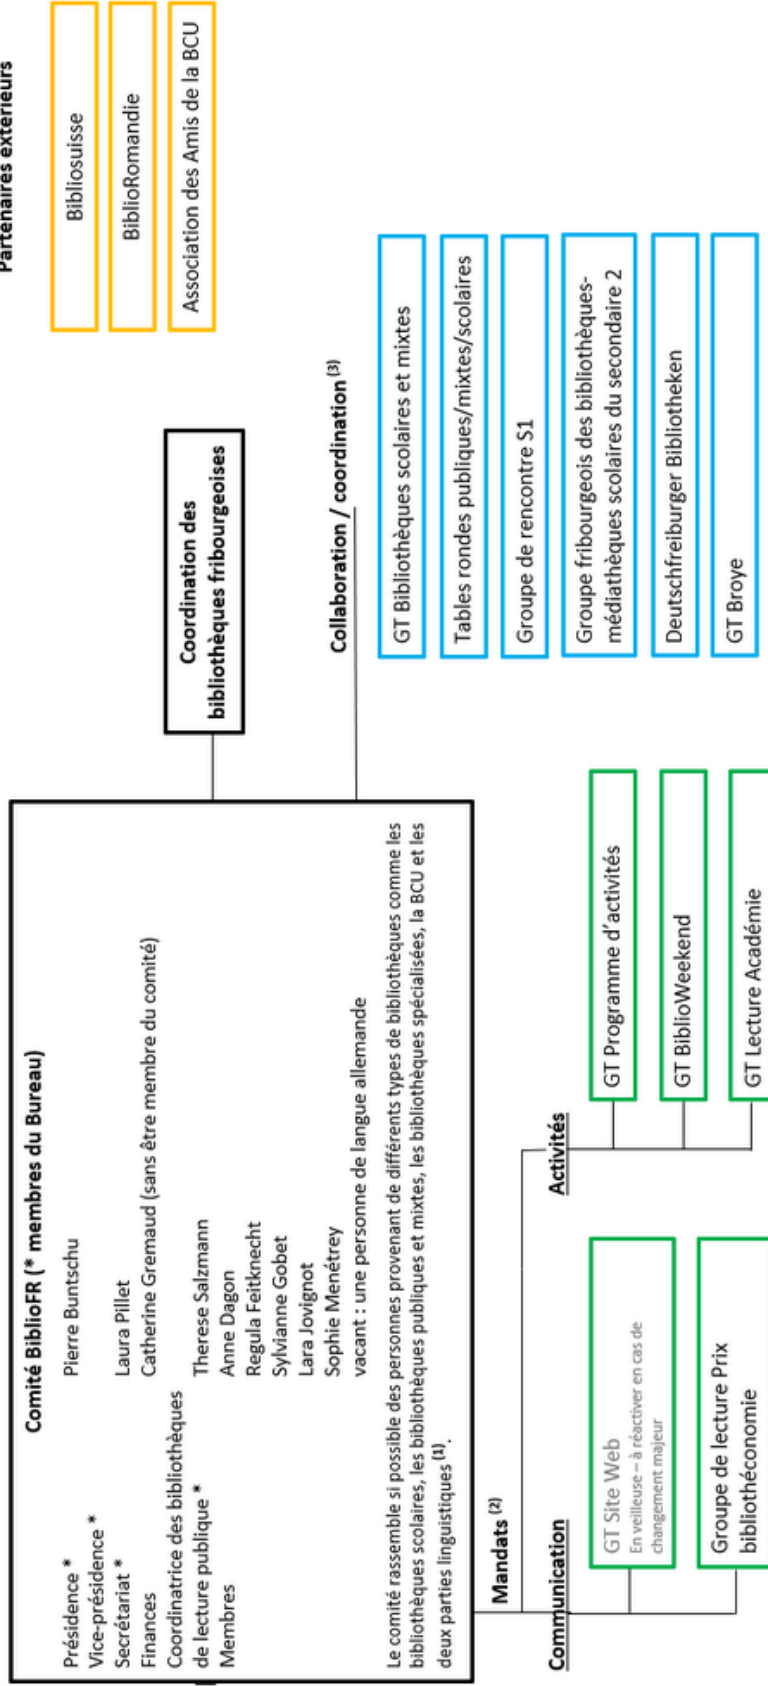 Comité BiblioFR (* membres du Bureau)
Présidence * Pierre Buntschu
Vice-présidence *
Secrétariat * Laura Pillet
Finances Catherine Gremaud (sans être membre du comité)
Coordinatrice des bibliothèques
de lecture publique * Therese Salzmann
Membres Anne Dagon
Regula Feitknecht
Sylvianne Gobet
Lara Jovignot
Sophie Menétrey
vacant : une personne de langue allemande
Le comité rassemble si possible des personnes provenant de différents types de bibliothèques comme les
bibliothèques scolaires, les bibliothèques publiques et mixtes, les bibliothèques spécialisées, la BCU et les
deux parties linguistiques (1).
Coordination des
bibliothèques fribourgeoises
Partenaires extérieurs
Bibliosuisse
BiblioRomandie
Association des Amis de la BCU
Collaboration / coordination (3)
GT Bibliothèques scolaires et mixtes
Tables rondes publiques/mixtes/scolaires
Groupe de rencontre S1
Groupe fribourgeois des bibliothèques-
médiathèques scolaires du secondaire 2
Deutschfreiburger Bibliotheken
GT Broye
Mandats (2)
Communication
GT Site Web
En veilleuse – à réactiver en cas de
changement majeur
Groupe de lecture Prix
bibliothéconomie
Activités
GT Programme d'activités
GT BiblioWeekend
GT Lecture Académie